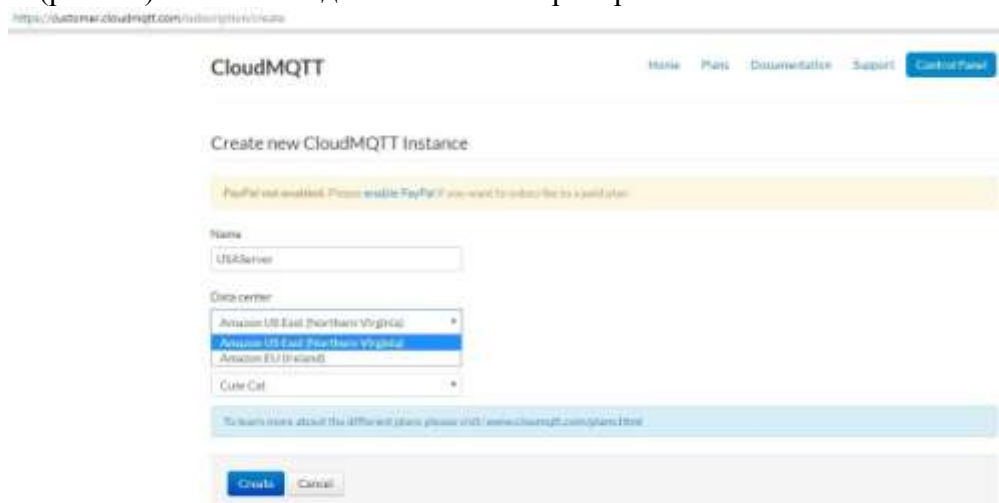 https://customer.cloudmqtt.com/subscription/create
CloudMQTT
Home Plans Documentation Support Control Panel
Create new CloudMQTT Instance
PayPal not enabled. Please enable PayPal if you want to subscribe to a paid plan
Name
USAServer
Data center
Amazon US East (Northern Virginia)
Amazon US East (Northern Virginia)
Amazon EU (Ireland)
Cute Cat
To learn more about the different plans please visit: www.cloudmqtt.com/plans.html
Create Cancel